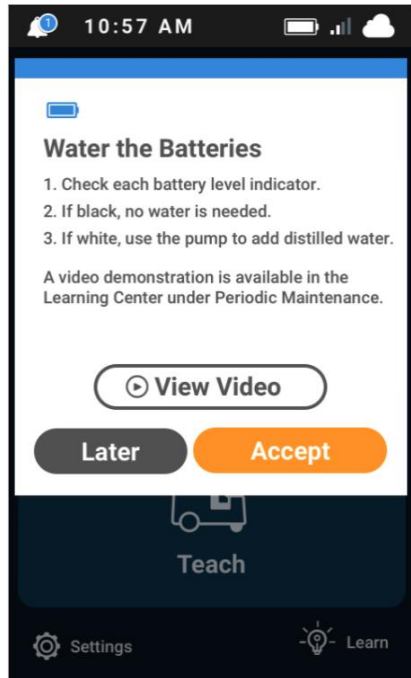 1
10:57 AM
Water the Batteries
1. Check each battery level indicator.
2. If black, no water is needed.
3. If white, use the pump to add distilled water.
A video demonstration is available in the
Learning Center under Periodic Maintenance.
View Video
Later
Accept
Teach
Settings
Learn